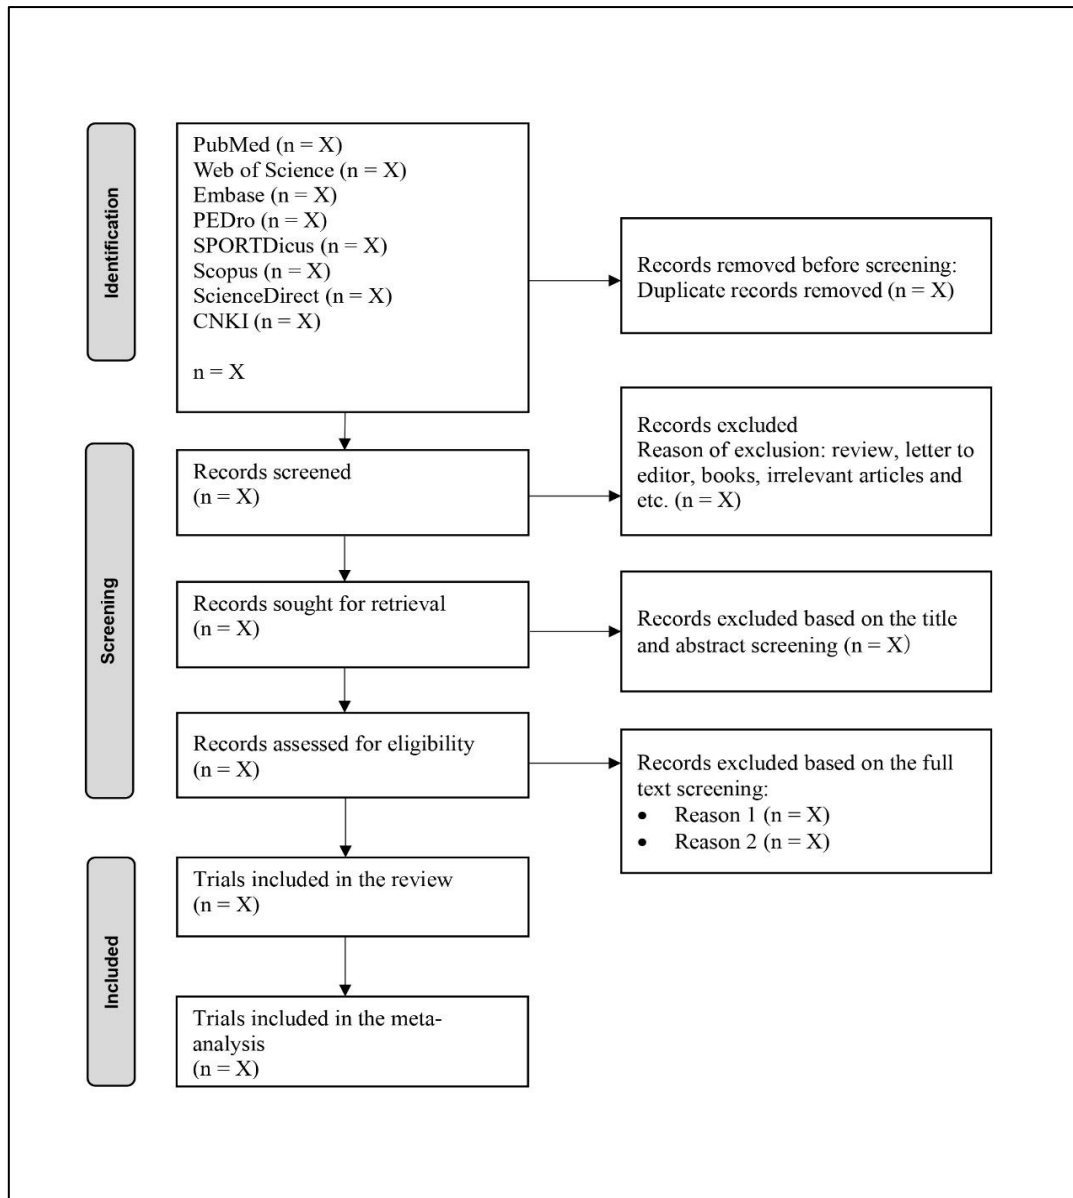 Identification
PubMed (n = X)
Web of Science (n = X)
Embase (n = X)
PEDro (n = X)
SPORTDicus (n = X)
Scopus (n = X)
ScienceDirect (n = X)
CNKI (n = X)
n = X
Records removed before screening:
Duplicate records removed (n = X)
Screening
Records screened
(n = X)
Records excluded
Reason of exclusion: review, letter to
editor, books, irrelevant articles and
etc. (n = X)
Records sought for retrieval
(n = X)
Records excluded based on the title
and abstract screening (n = X)
Records assessed for eligibility
(n = X)
Records excluded based on the full
text screening:
• Reason 1 (n = X)
• Reason 2 (n = X)
Included
Trials included in the review
(n = X)
Trials included in the meta-
analysis
(n = X)